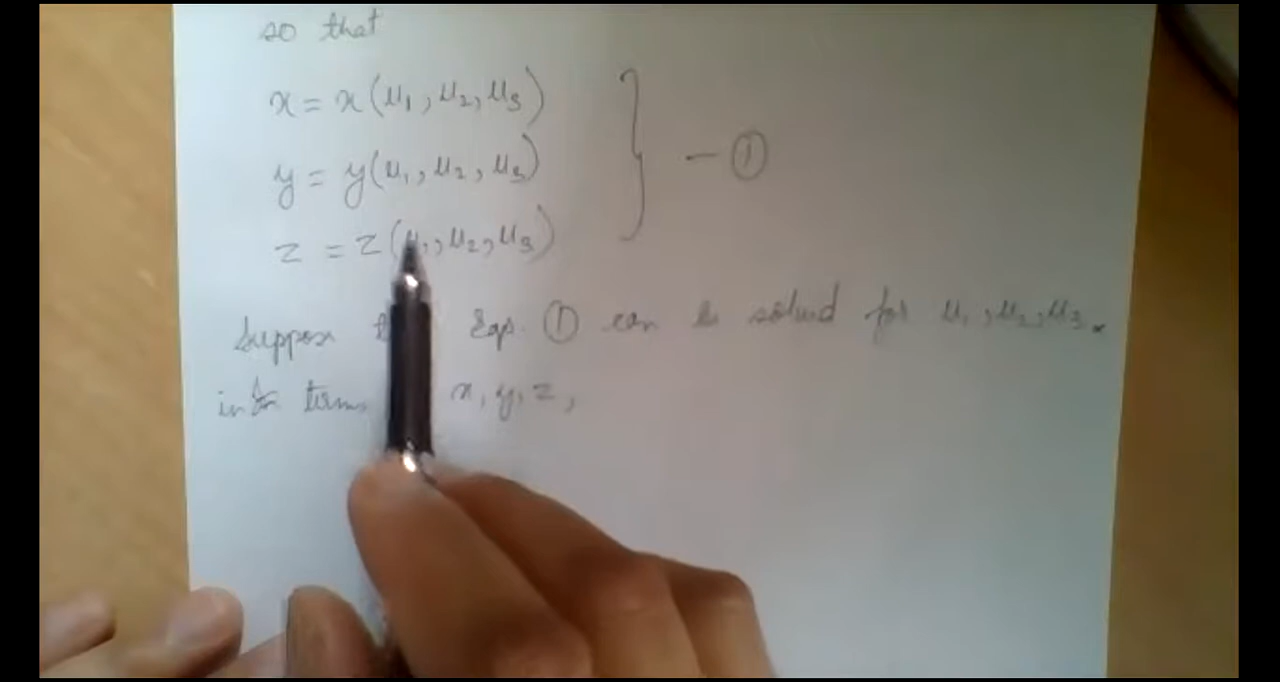 so that
x = x(u₁, u₂, u₃)
y = y(u₁, u₂, u₃) } — ①
z = z(u₁, u₂, u₃)
Suppose Eqs. ① can be solved for u₁, u₂, u₃.
in terms x, y, z,